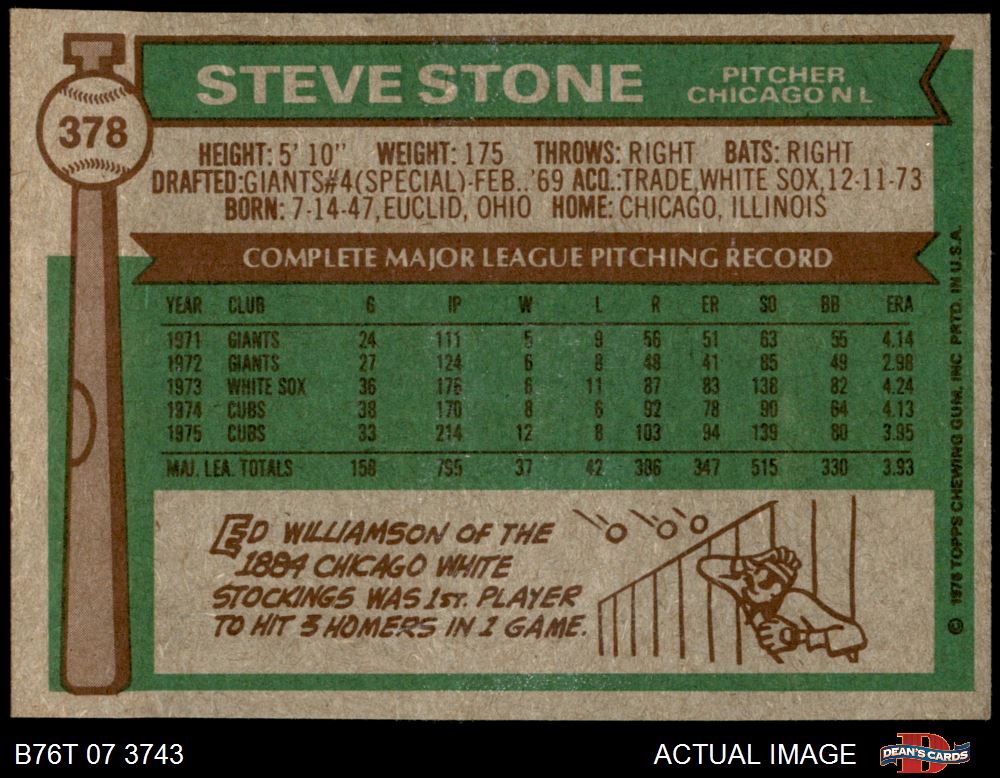 378
STEVE STONE
PITCHER
CHICAGO N L
HEIGHT: 5' 10" WEIGHT: 175 THROWS: RIGHT BATS: RIGHT
DRAFTED:GIANTS#4(SPECIAL)-FEB.,'69 ACQ.:TRADE,WHITE SOX,12-11-73
BORN: 7-14-47,EUCLID, OHIO HOME: CHICAGO, ILLINOIS
COMPLETE MAJOR LEAGUE PITCHING RECORD
YEAR CLUB G IP W L R ER SO BB ERA
1971 GIANTS 24 111 5 9 56 51 63 55 4.14
1972 GIANTS 27 124 6 8 48 41 85 49 2.98
1973 WHITE SOX 36 176 6 11 87 83 138 82 4.24
1974 CUBS 38 170 8 6 92 78 90 64 4.13
1975 CUBS 33 214 12 8 103 94 139 80 3.95
MAJ. LEA. TOTALS 158 795 37 42 386 347 515 330 3.93
ED WILLIAMSON OF THE
1884 CHICAGO WHITE
STOCKINGS WAS 1ST. PLAYER
TO HIT 3 HOMERS IN 1 GAME.
© 1976 TOPPS CHEWING GUM, INC. PRTD. IN U.S.A.
B76T 07 3743
ACTUAL IMAGE
DEAN'S CARDS